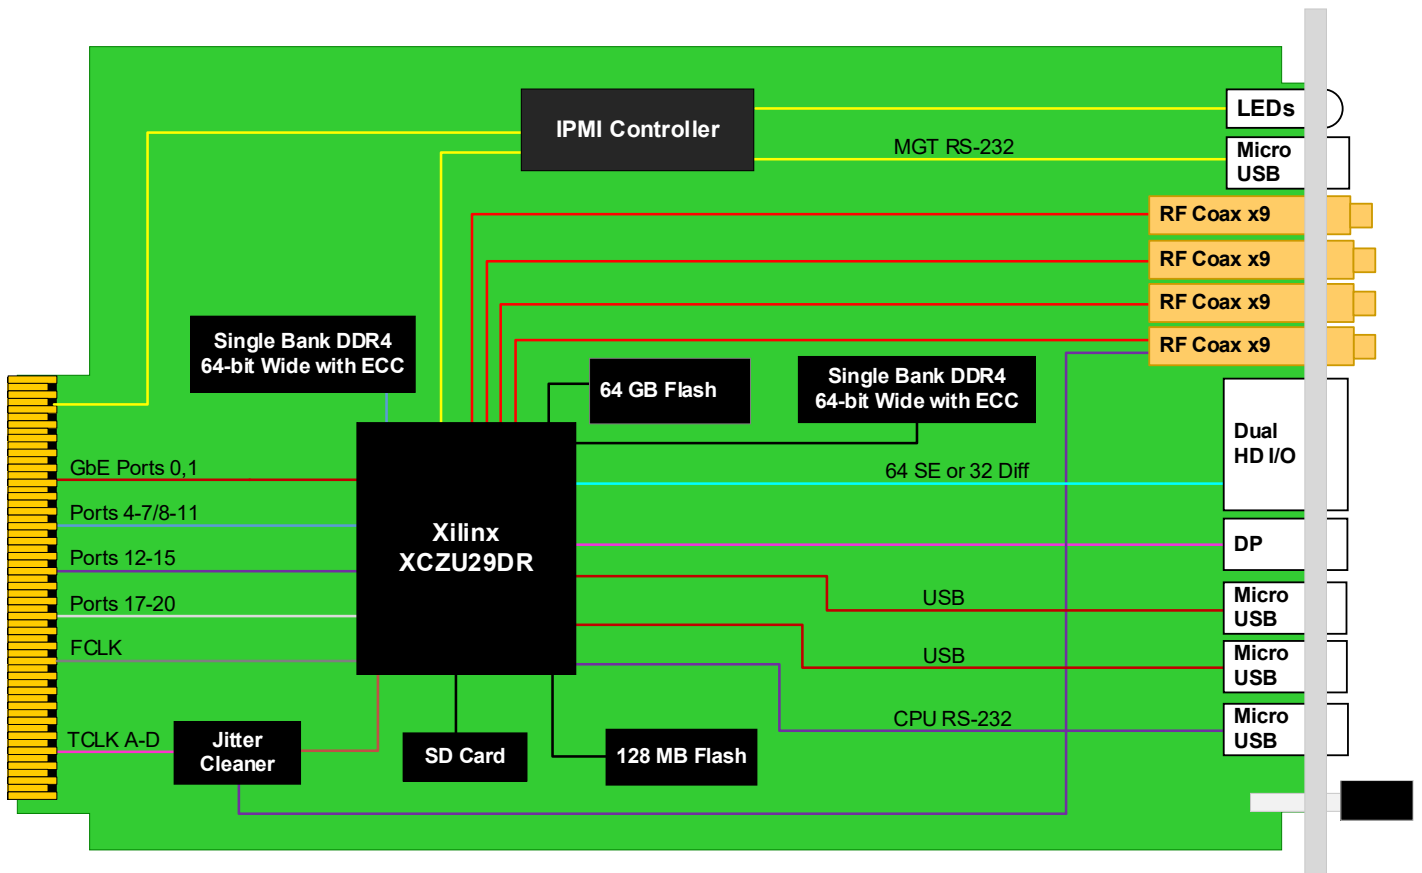 IPMI Controller
LEDs
MGT RS-232
Micro
USB
RF Coax x9
RF Coax x9
RF Coax x9
RF Coax x9
Single Bank DDR4
64-bit Wide with ECC
64 GB Flash
Single Bank DDR4
64-bit Wide with ECC
Dual
HD I/O
GbE Ports 0,1
64 SE or 32 Diff
Ports 4-7/8-11
Xilinx
XCZU29DR
DP
Ports 12-15
Ports 17-20
USB
Micro
USB
FCLK
USB
Micro
USB
TCLK A-D
Jitter
Cleaner
SD Card
128 MB Flash
CPU RS-232
Micro
USB